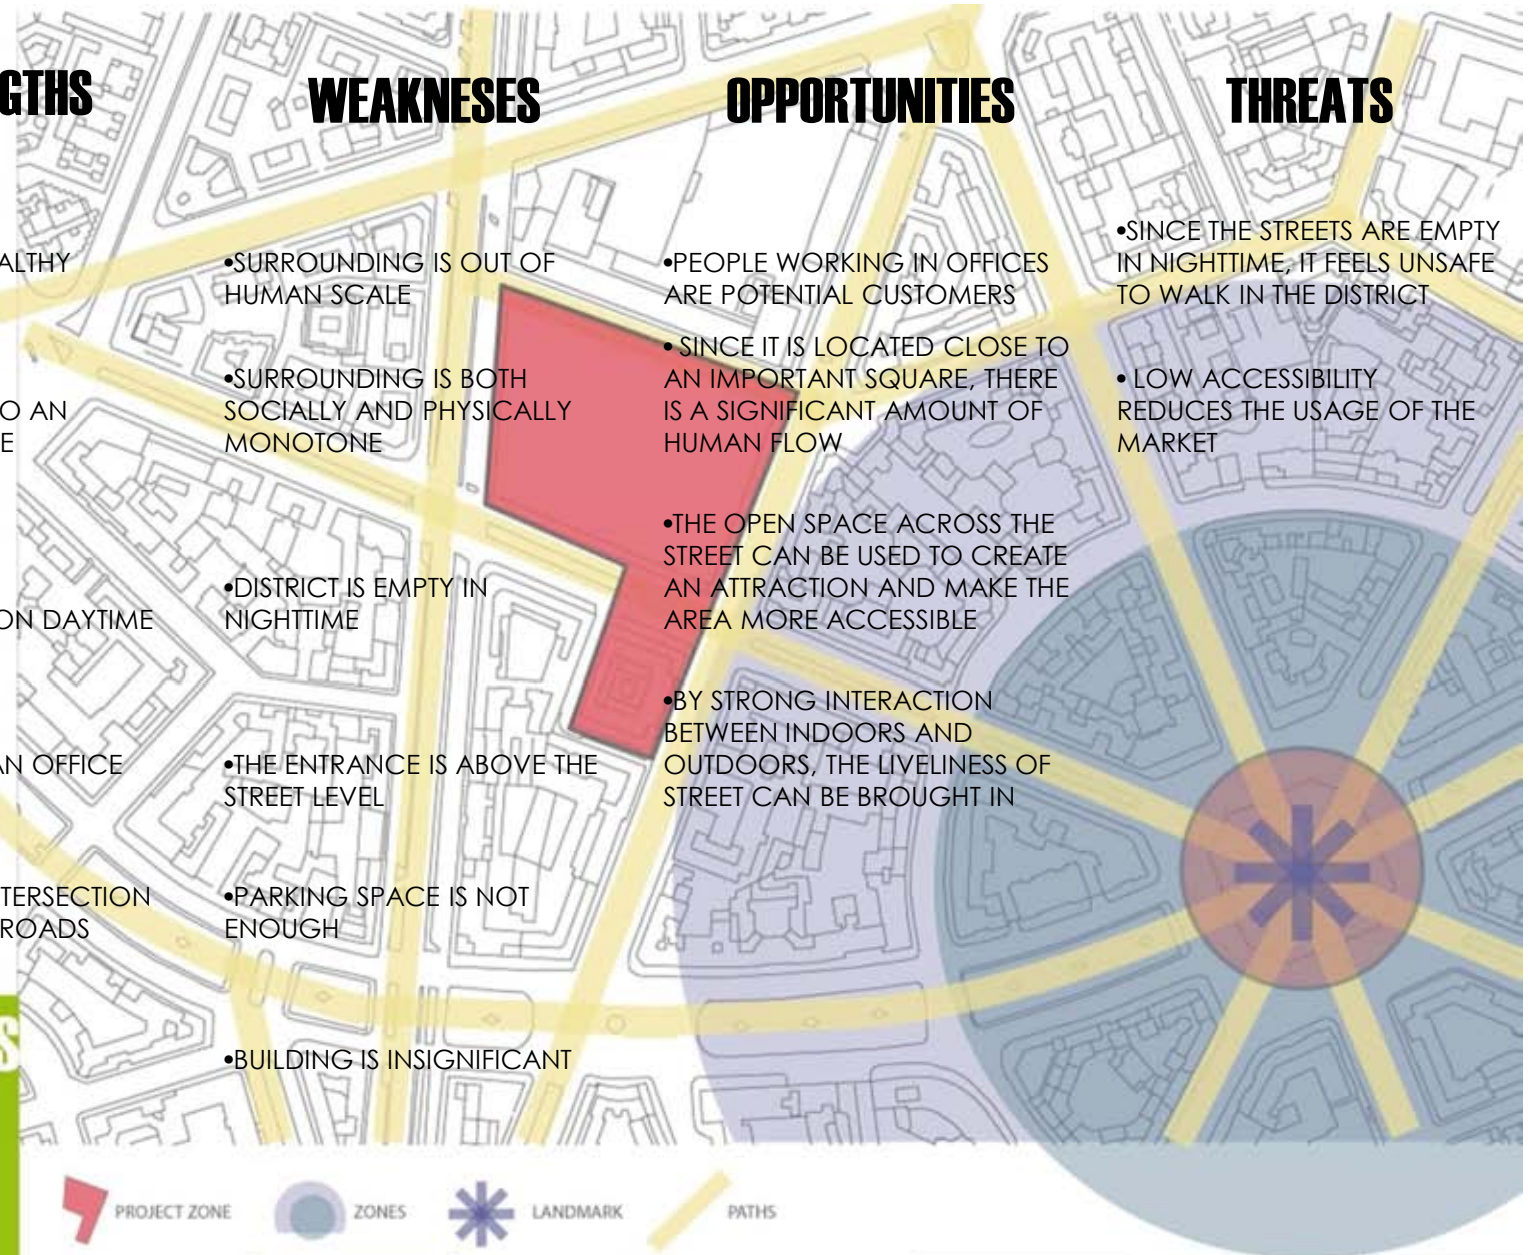 GTHS
ALTHY
O AN
E
ON DAYTIME
AN OFFICE
TERSECTION
ROADS
S
WEAKNESES
•SURROUNDING IS OUT OF
HUMAN SCALE
•SURROUNDING IS BOTH
SOCIALLY AND PHYSICALLY
MONOTONE
•DISTRICT IS EMPTY IN
NIGHTTIME
•THE ENTRANCE IS ABOVE THE
STREET LEVEL
•PARKING SPACE IS NOT
ENOUGH
•BUILDING IS INSIGNIFICANT
OPPORTUNITIES
•PEOPLE WORKING IN OFFICES
ARE POTENTIAL CUSTOMERS
• SINCE IT IS LOCATED CLOSE TO
AN IMPORTANT SQUARE, THERE
IS A SIGNIFICANT AMOUNT OF
HUMAN FLOW
•THE OPEN SPACE ACROSS THE
STREET CAN BE USED TO CREATE
AN ATTRACTION AND MAKE THE
AREA MORE ACCESSIBLE
•BY STRONG INTERACTION
BETWEEN INDOORS AND
OUTDOORS, THE LIVELINESS OF
STREET CAN BE BROUGHT IN
THREATS
•SINCE THE STREETS ARE EMPTY
IN NIGHTTIME, IT FEELS UNSAFE
TO WALK IN THE DISTRICT
• LOW ACCESSIBILITY
REDUCES THE USAGE OF THE
MARKET
PROJECT ZONE
ZONES
LANDMARK
PATHS